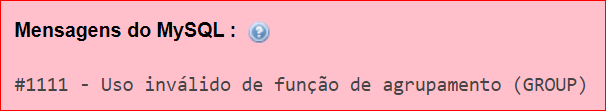 Mensagens do MySQL :
#1111 - Uso inválido de função de agrupamento (GROUP)